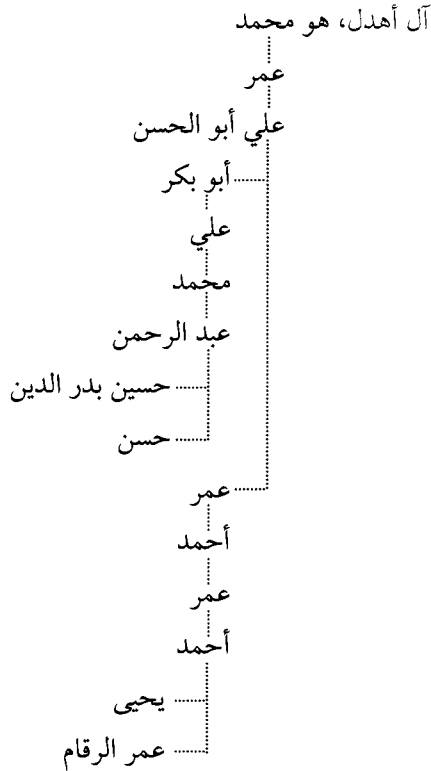 آل أهدل، هو محمد
عمر
علي أبو الحسن
أبو بكر
علي
محمد
عبد الرحمن
حسين بدر الدين
حسن
عمر
أحمد
عمر
أحمد
يحيى
عمر الرقام